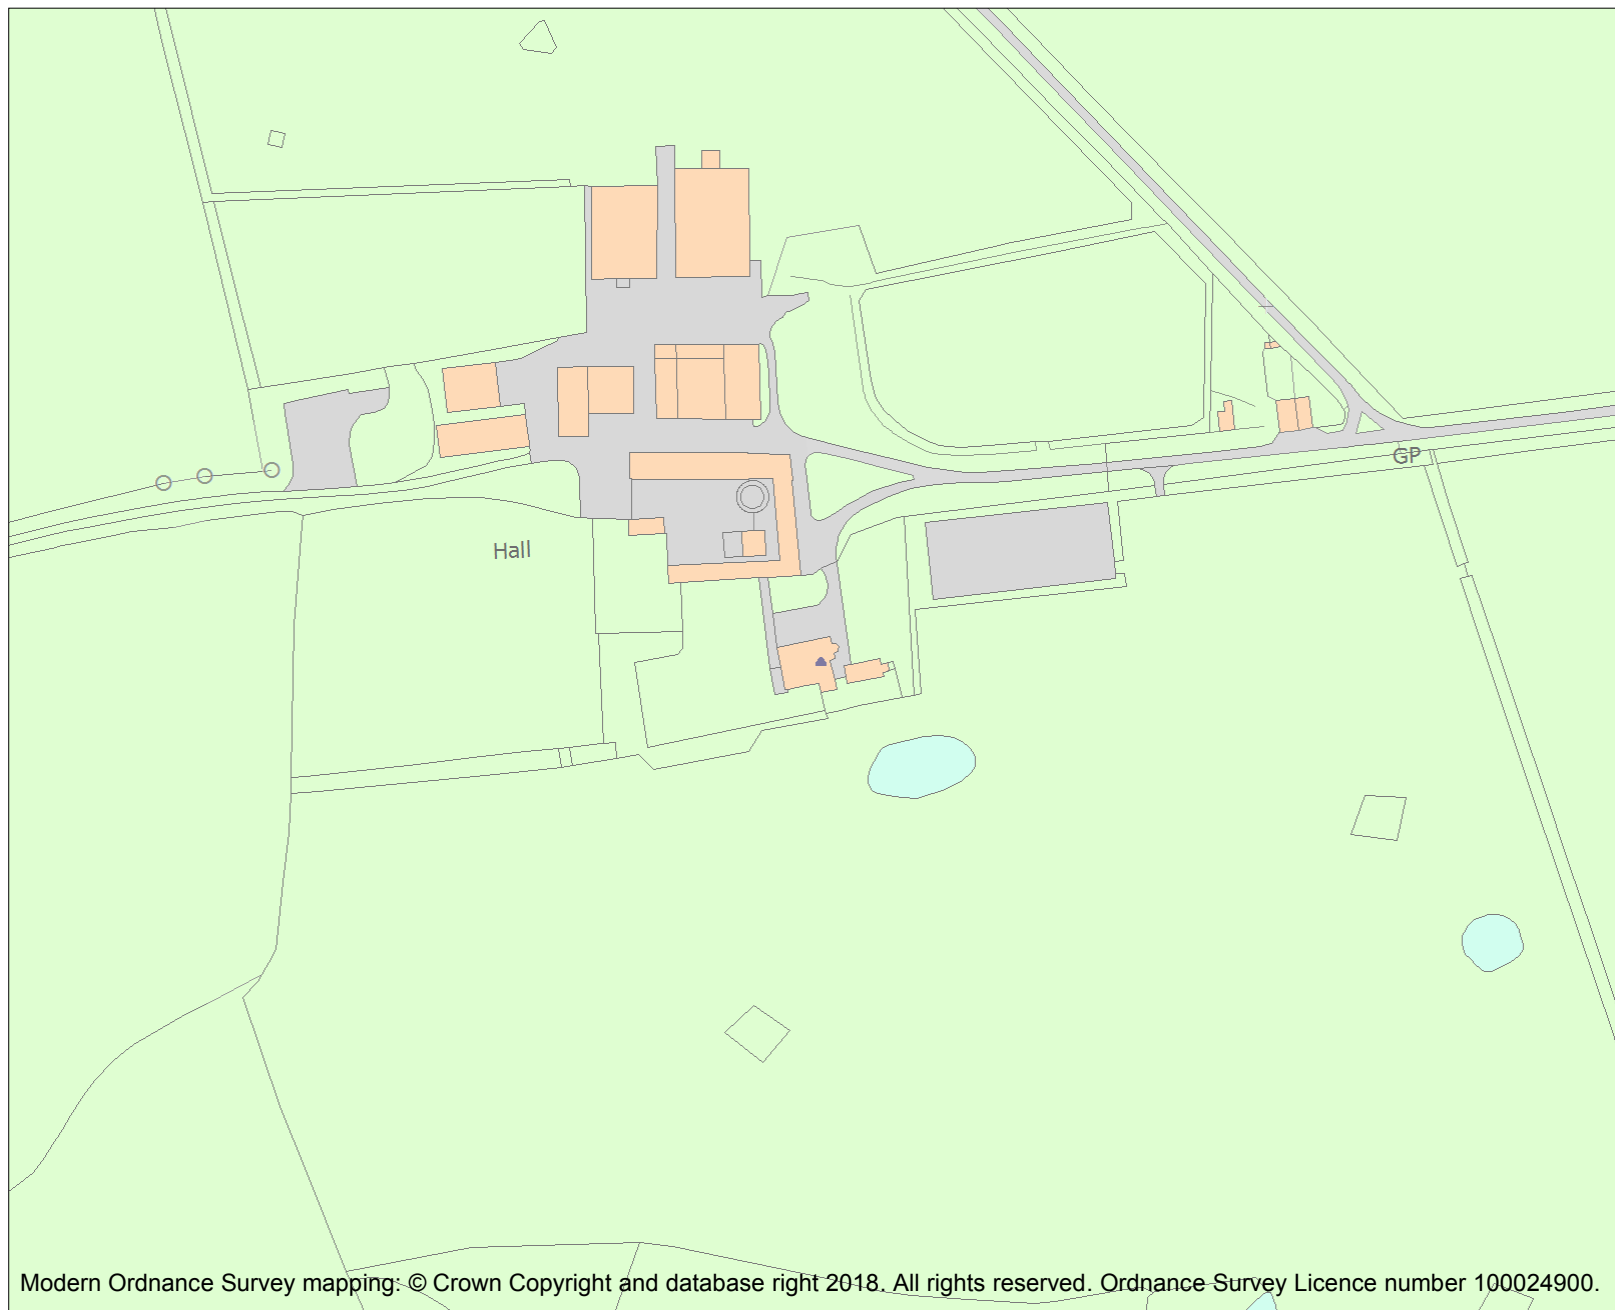 GP
Hall
Modern Ordnance Survey mapping: © Crown Copyright and database right 2018. All rights reserved. Ordnance Survey Licence number 100024900.